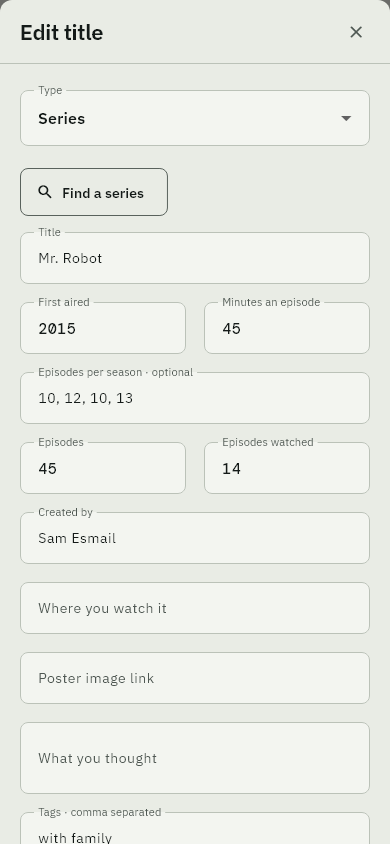 Edit title
Type
Series
Find a series
Title
Mr. Robot
First aired
2015
Minutes an episode
45
Episodes per season · optional
10, 12, 10, 13
Episodes
45
Episodes watched
14
Created by
Sam Esmail
Where you watch it
Poster image link
What you thought
Tags · comma separated
with family